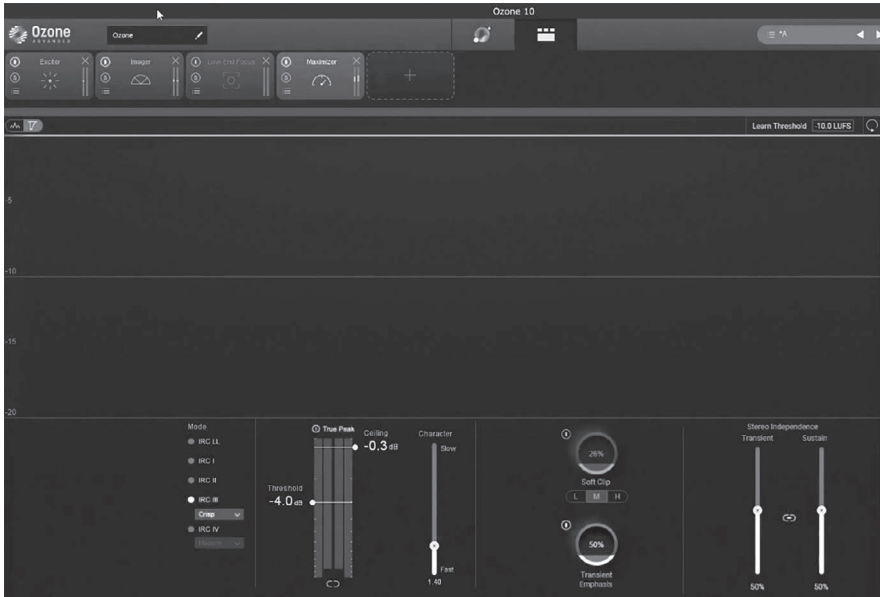 Ozone 10
Ozone
ADVANCED
Ozone
*A
Exciter
Imager
Low End Focus
Maximizer
S
S
S
S
+
Learn Threshold -10.0 LUFS
-5
-10
-15
-20
Mode
IRC LL
IRC I
IRC II
IRC III
Crisp
IRC IV
True Peak
Ceiling
-0.3 dB
Threshold
-4.0 dB
Character
Slow
Fast
1.40
26%
Soft Clip
L M H
50%
Transient
Emphasis
Stereo Independence
Transient Sustain
50% 50%